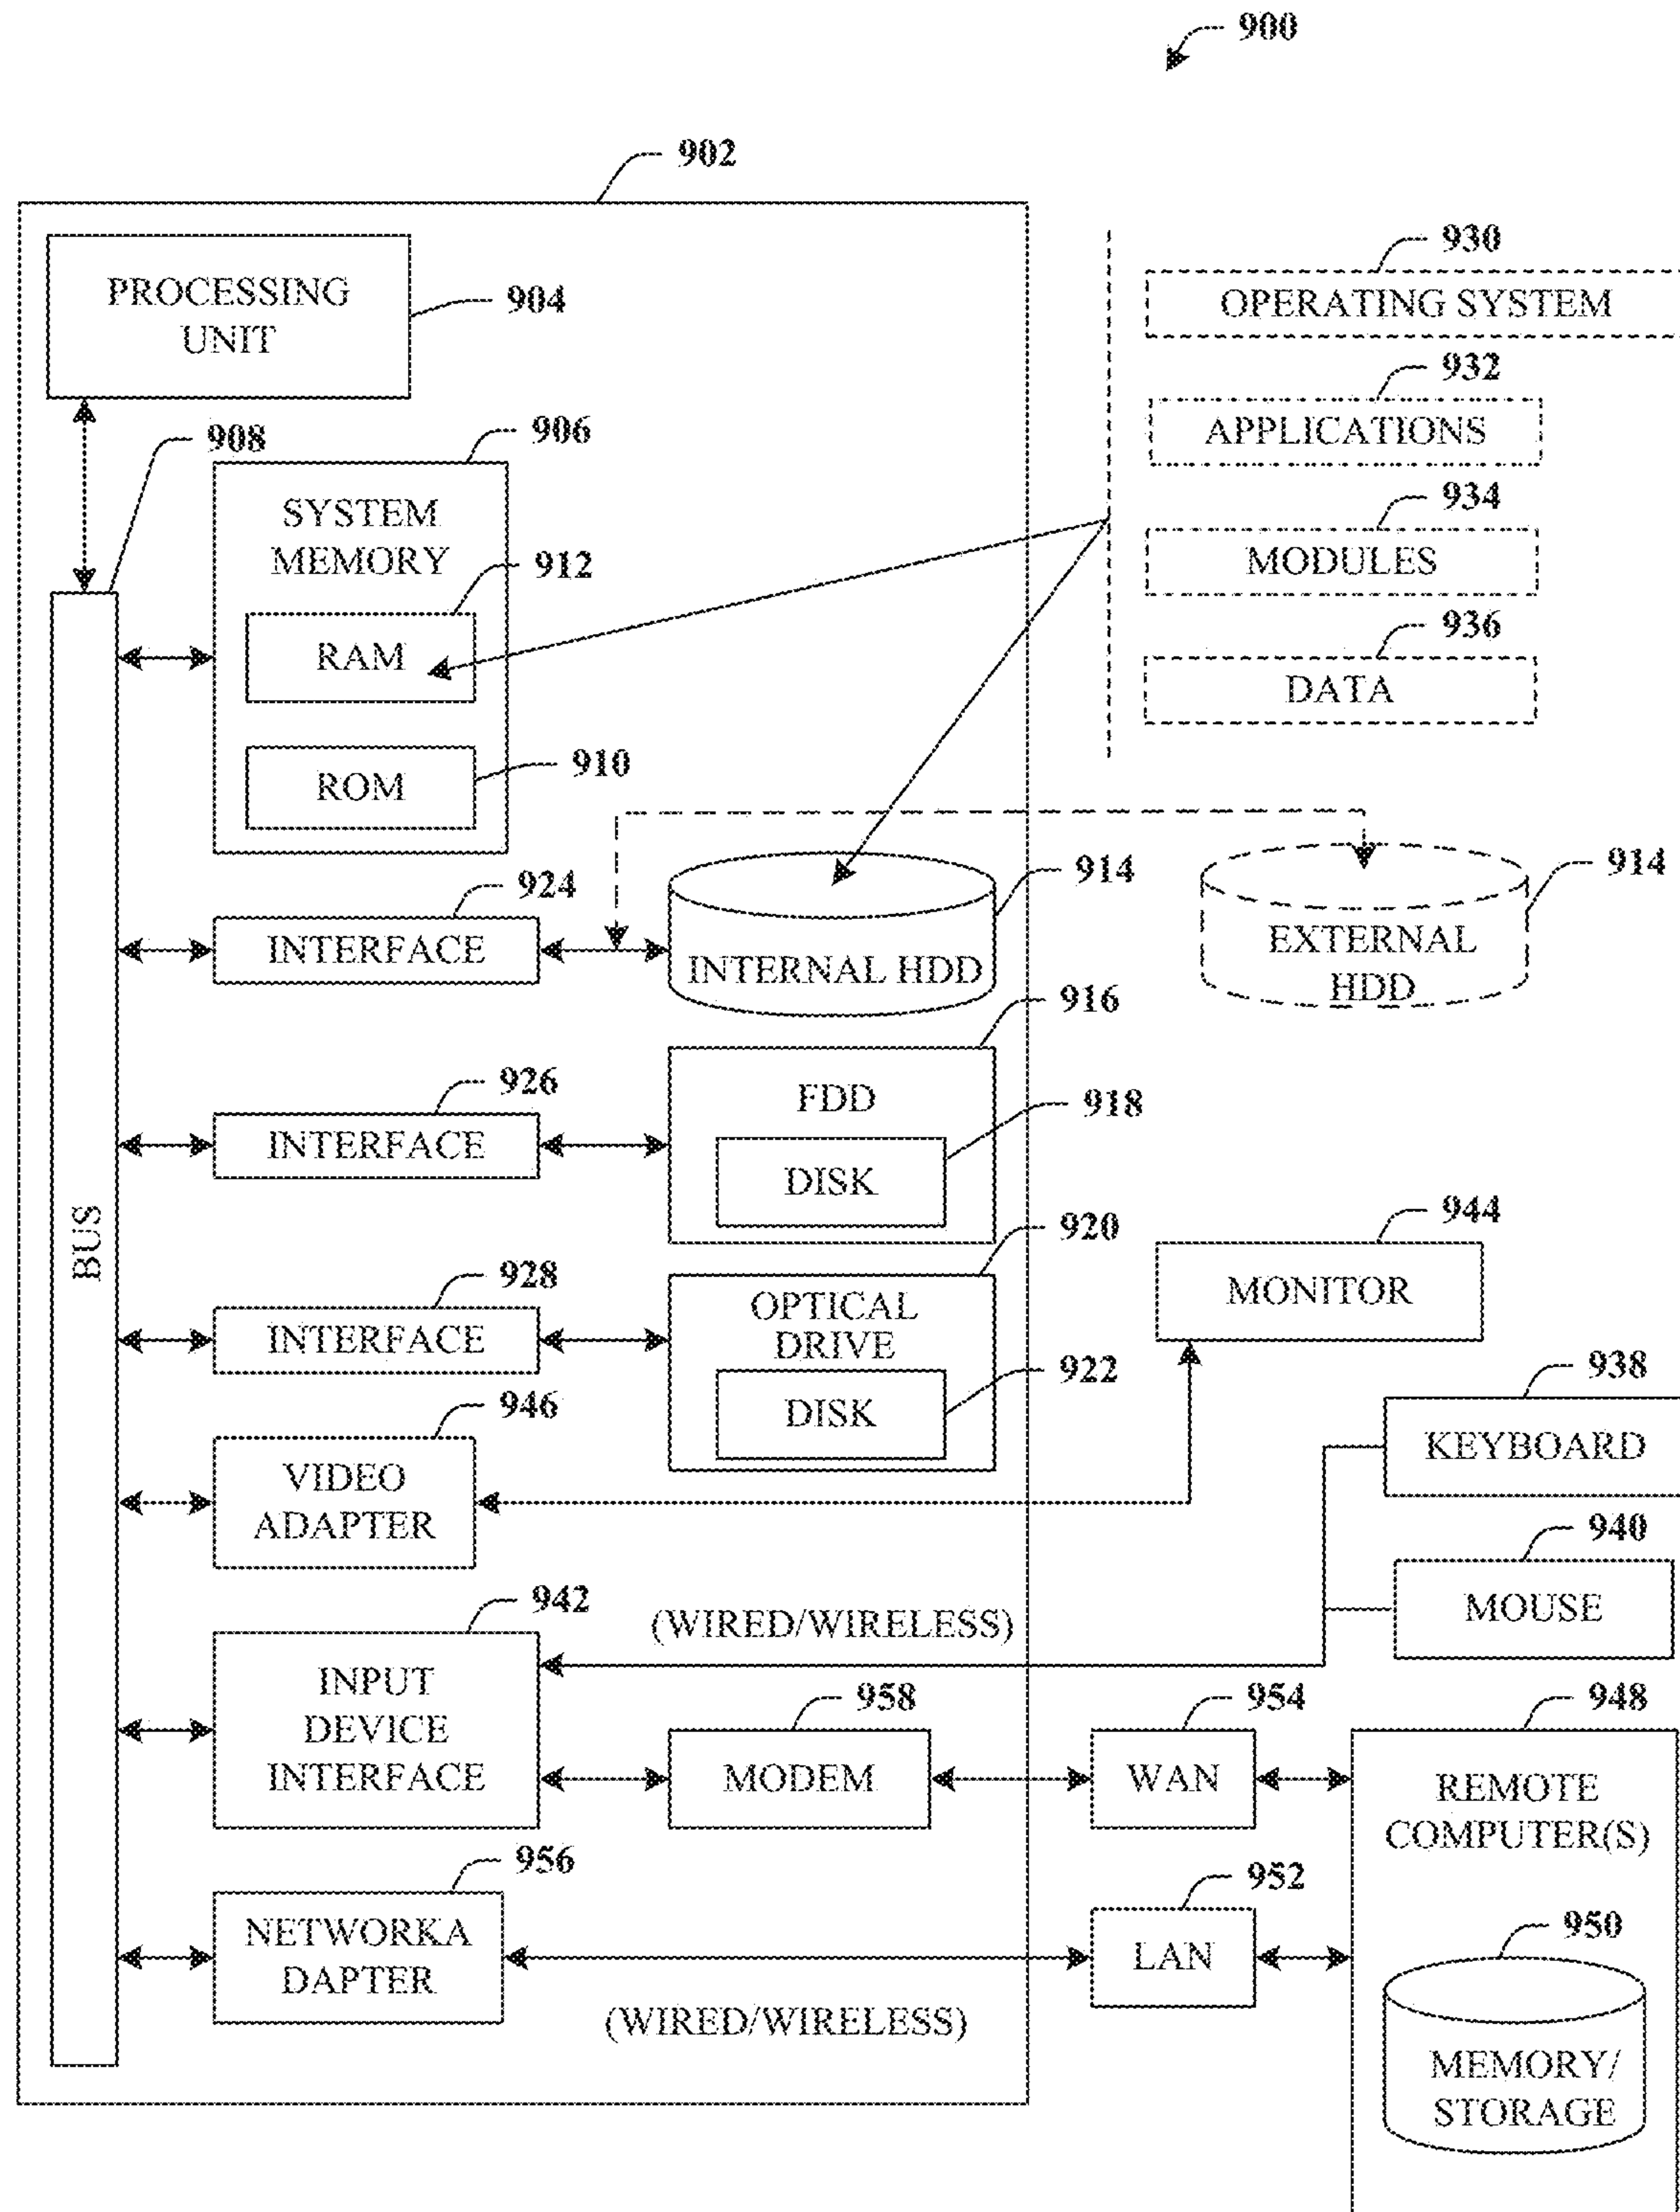 900
902
PROCESSING
UNIT
904
930
OPERATING SYSTEM
932
APPLICATIONS
934
MODULES
936
DATA
908
906
SYSTEM
MEMORY
912
RAM
910
ROM
BUS
924
INTERFACE
914
INTERNAL HDD
914
EXTERNAL
HDD
926
INTERFACE
916
FDD
918
DISK
928
INTERFACE
920
OPTICAL
DRIVE
922
DISK
944
MONITOR
946
VIDEO
ADAPTER
938
KEYBOARD
940
MOUSE
942
INPUT
DEVICE
INTERFACE
(WIRED/WIRELESS)
958
MODEM
954
WAN
948
REMOTE
COMPUTER(S)
956
NETWORKA
DAPTER
(WIRED/WIRELESS)
952
LAN
950
MEMORY/
STORAGE